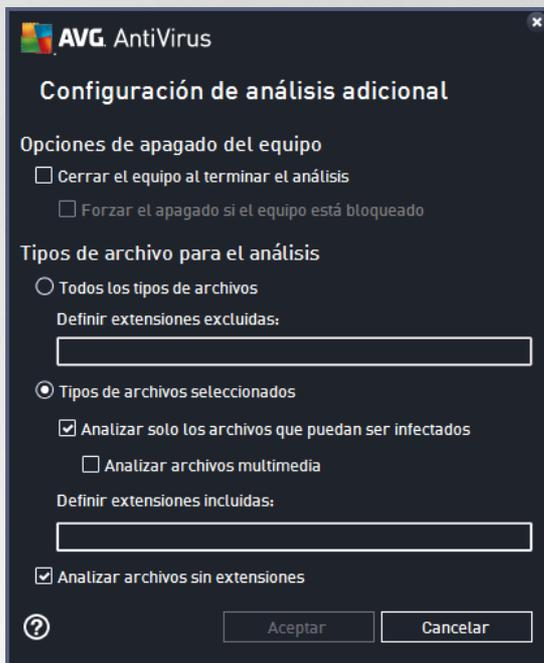 AVG. AntiVirus
Configuración de análisis adicional
Opciones de apagado del equipo
Cerrar el equipo al terminar el análisis
Forzar el apagado si el equipo está bloqueado
Tipos de archivo para el análisis
Todos los tipos de archivos
Definir extensiones excluidas:
Tipos de archivos seleccionados
Analizar solo los archivos que puedan ser infectados
Analizar archivos multimedia
Definir extensiones incluidas:
Analizar archivos sin extensiones
? Aceptar Cancelar